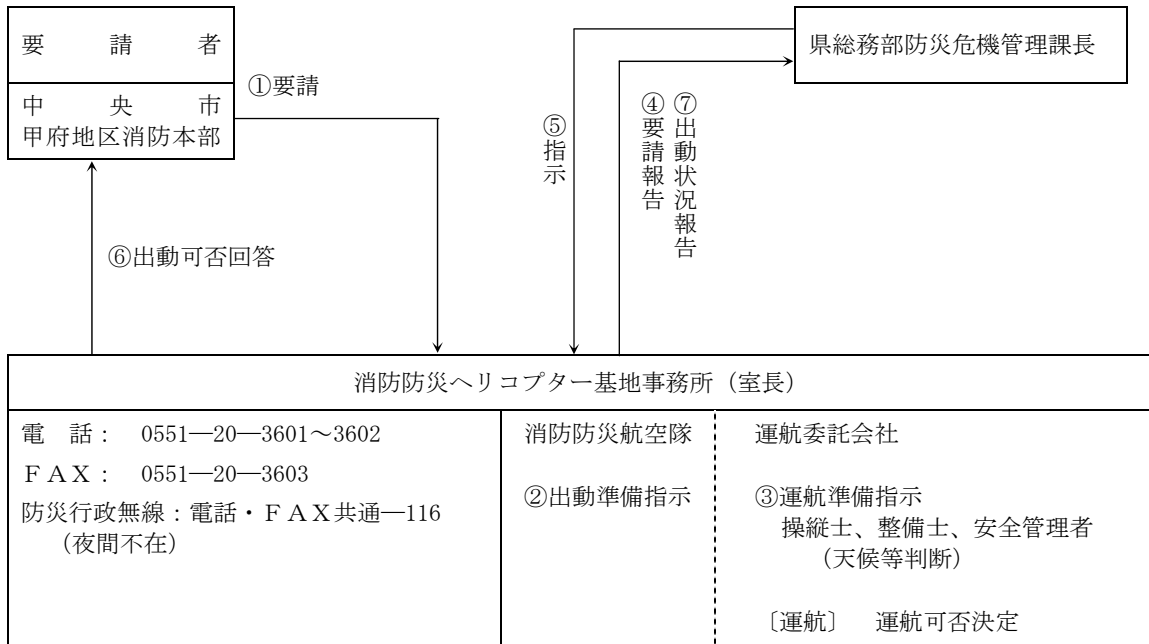 要請者
中央市
甲府地区消防本部
①要請
県総務部防災危機管理課長
⑤指示
④要請報告
⑦出動状況報告
⑥出動可否回答
消防防災ヘリコプター基地事務所（室長）
電話： 0551―20―3601～3602
ＦＡＸ： 0551―20―3603
防災行政無線：電話・ＦＡＸ共通―116
（夜間不在）
消防防災航空隊
②出動準備指示
運航委託会社
③運航準備指示
操縦士、整備士、安全管理者
（天候等判断）
〔運航〕 運航可否決定